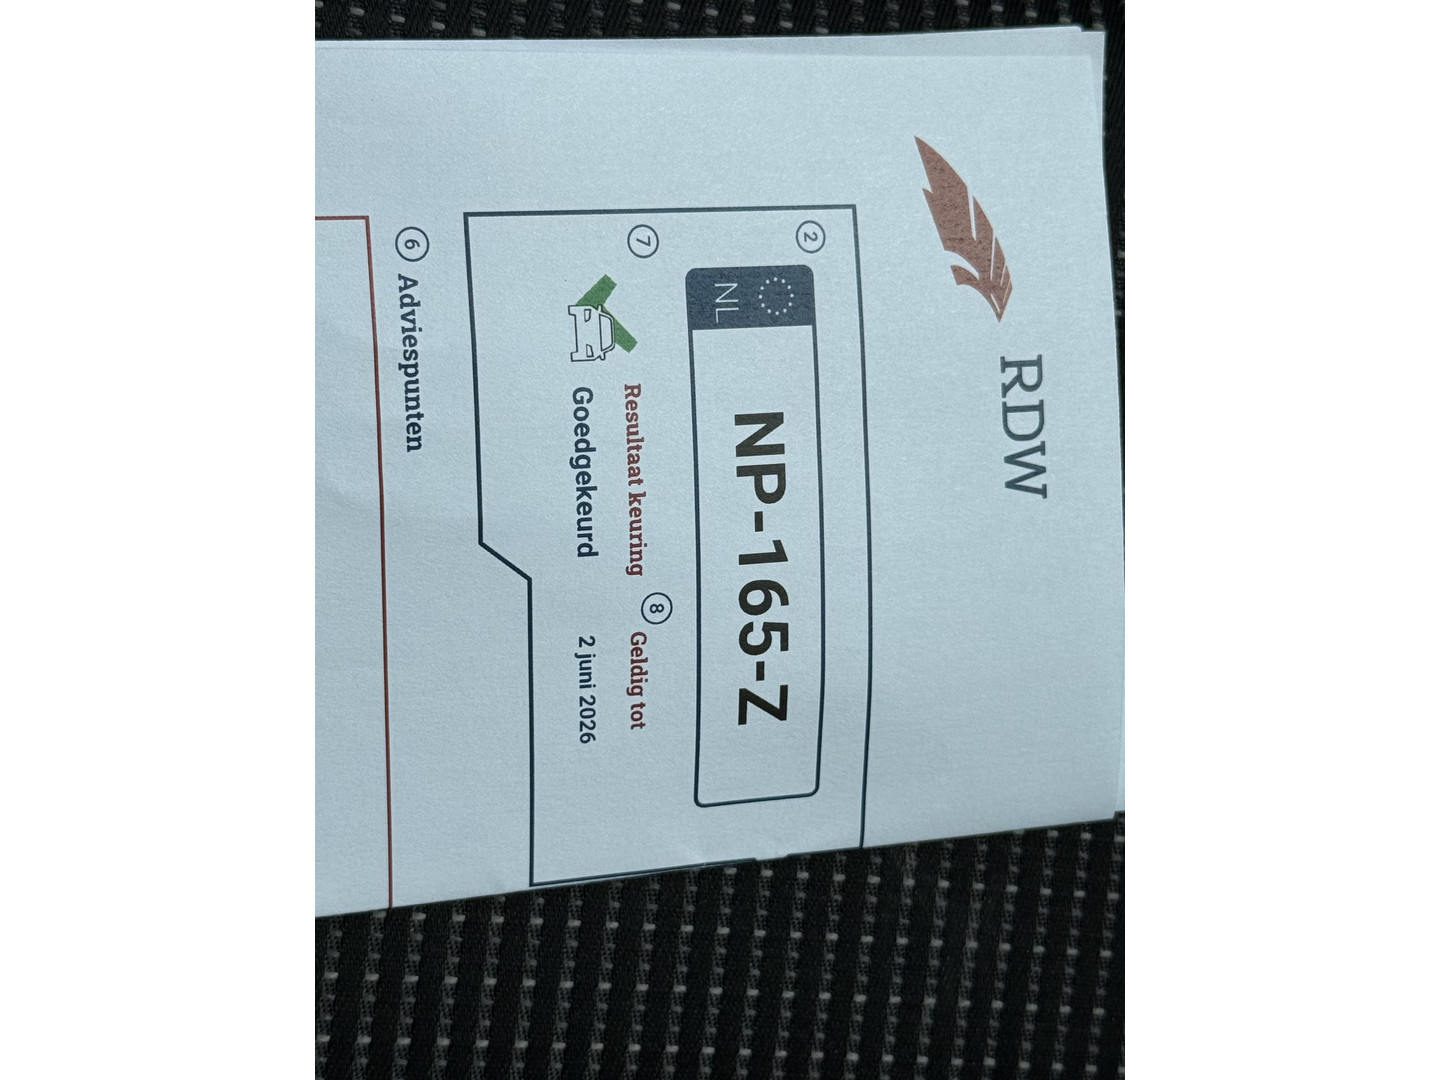 RDW
2
NL
NP-165-Z
7 Resultaat keuring
Goedgekeurd
8 Geldig tot
2 juni 2026
6 Adviespunten